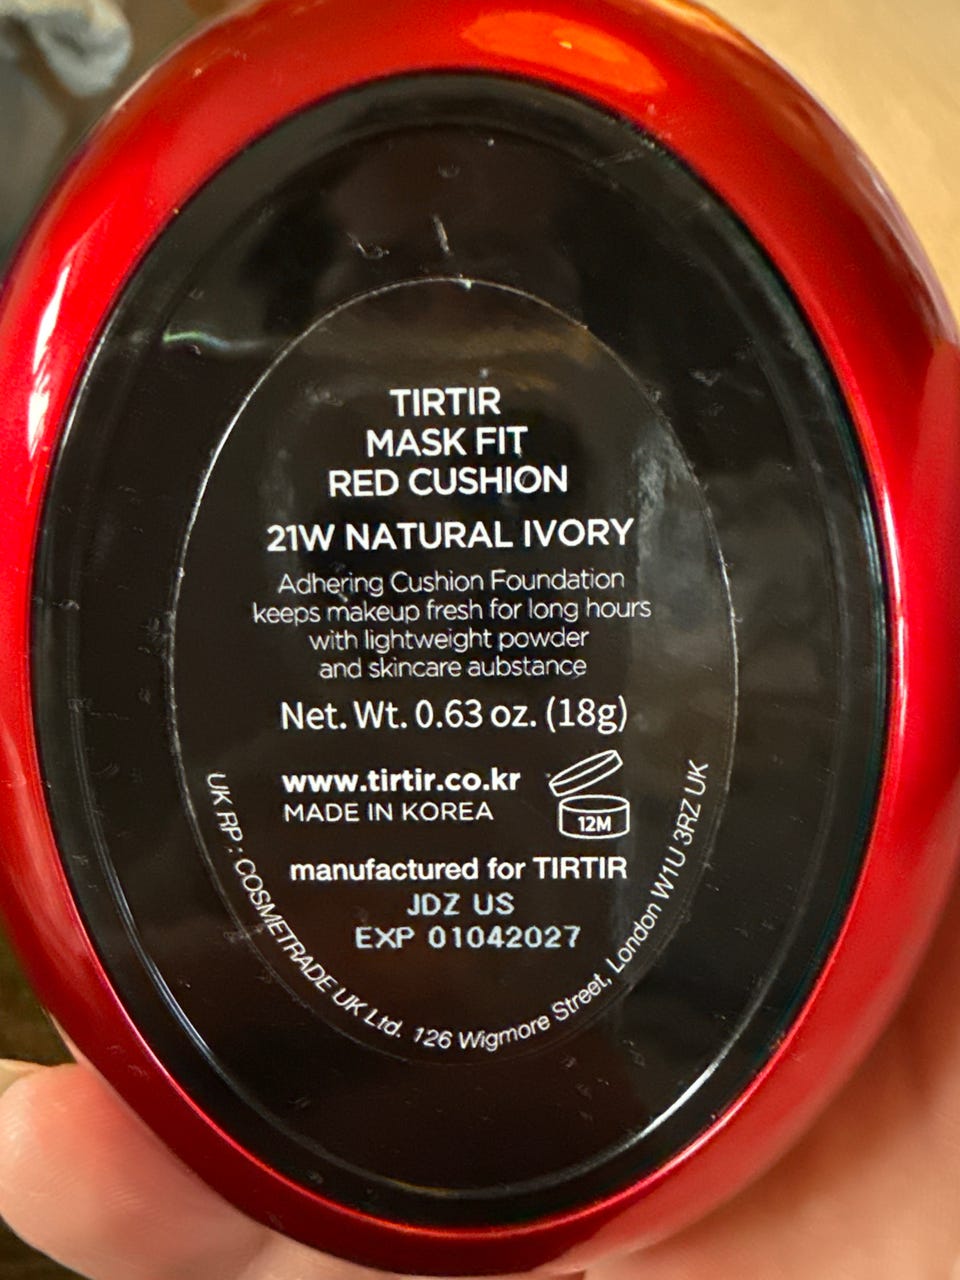 TIRTIR
MASK FIT
RED CUSHION
21W NATURAL IVORY
Adhering Cushion Foundation
keeps makeup fresh for long hours
with lightweight powder
and skincare aubstance
Net. Wt. 0.63 oz. (18g)
www.tirtir.co.kr
MADE IN KOREA
12M
manufactured for TIRTIR
JDZ US
EXP 01042027
UK RP : COSMETRADE UK Ltd. 126 Wigmore Street, London W1U 3RZ UK